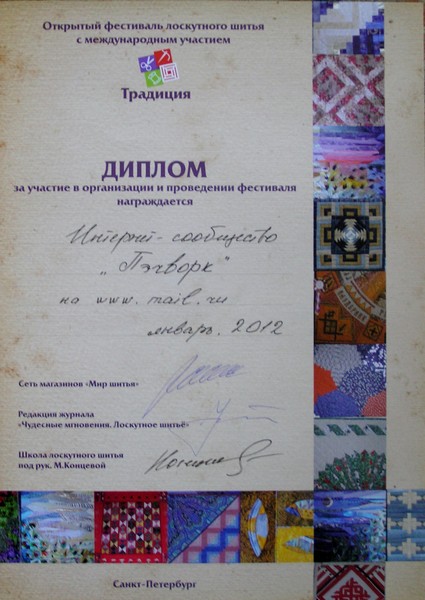 Открытый фестиваль лоскутного шитья
с международным участием
Традиция
ДИПЛОМ
за участие в организации и проведении фестиваля
награждается
Интернет-сообщество
„Пэчворк"
на www.mail.ru
январь 2012
Сеть магазинов «Мир шитья»
Редакция журнала
«Чудесные мгновения. Лоскутное шитьё»
Школа лоскутного шитья
под рук. М.Концевой
Санкт-Петербург